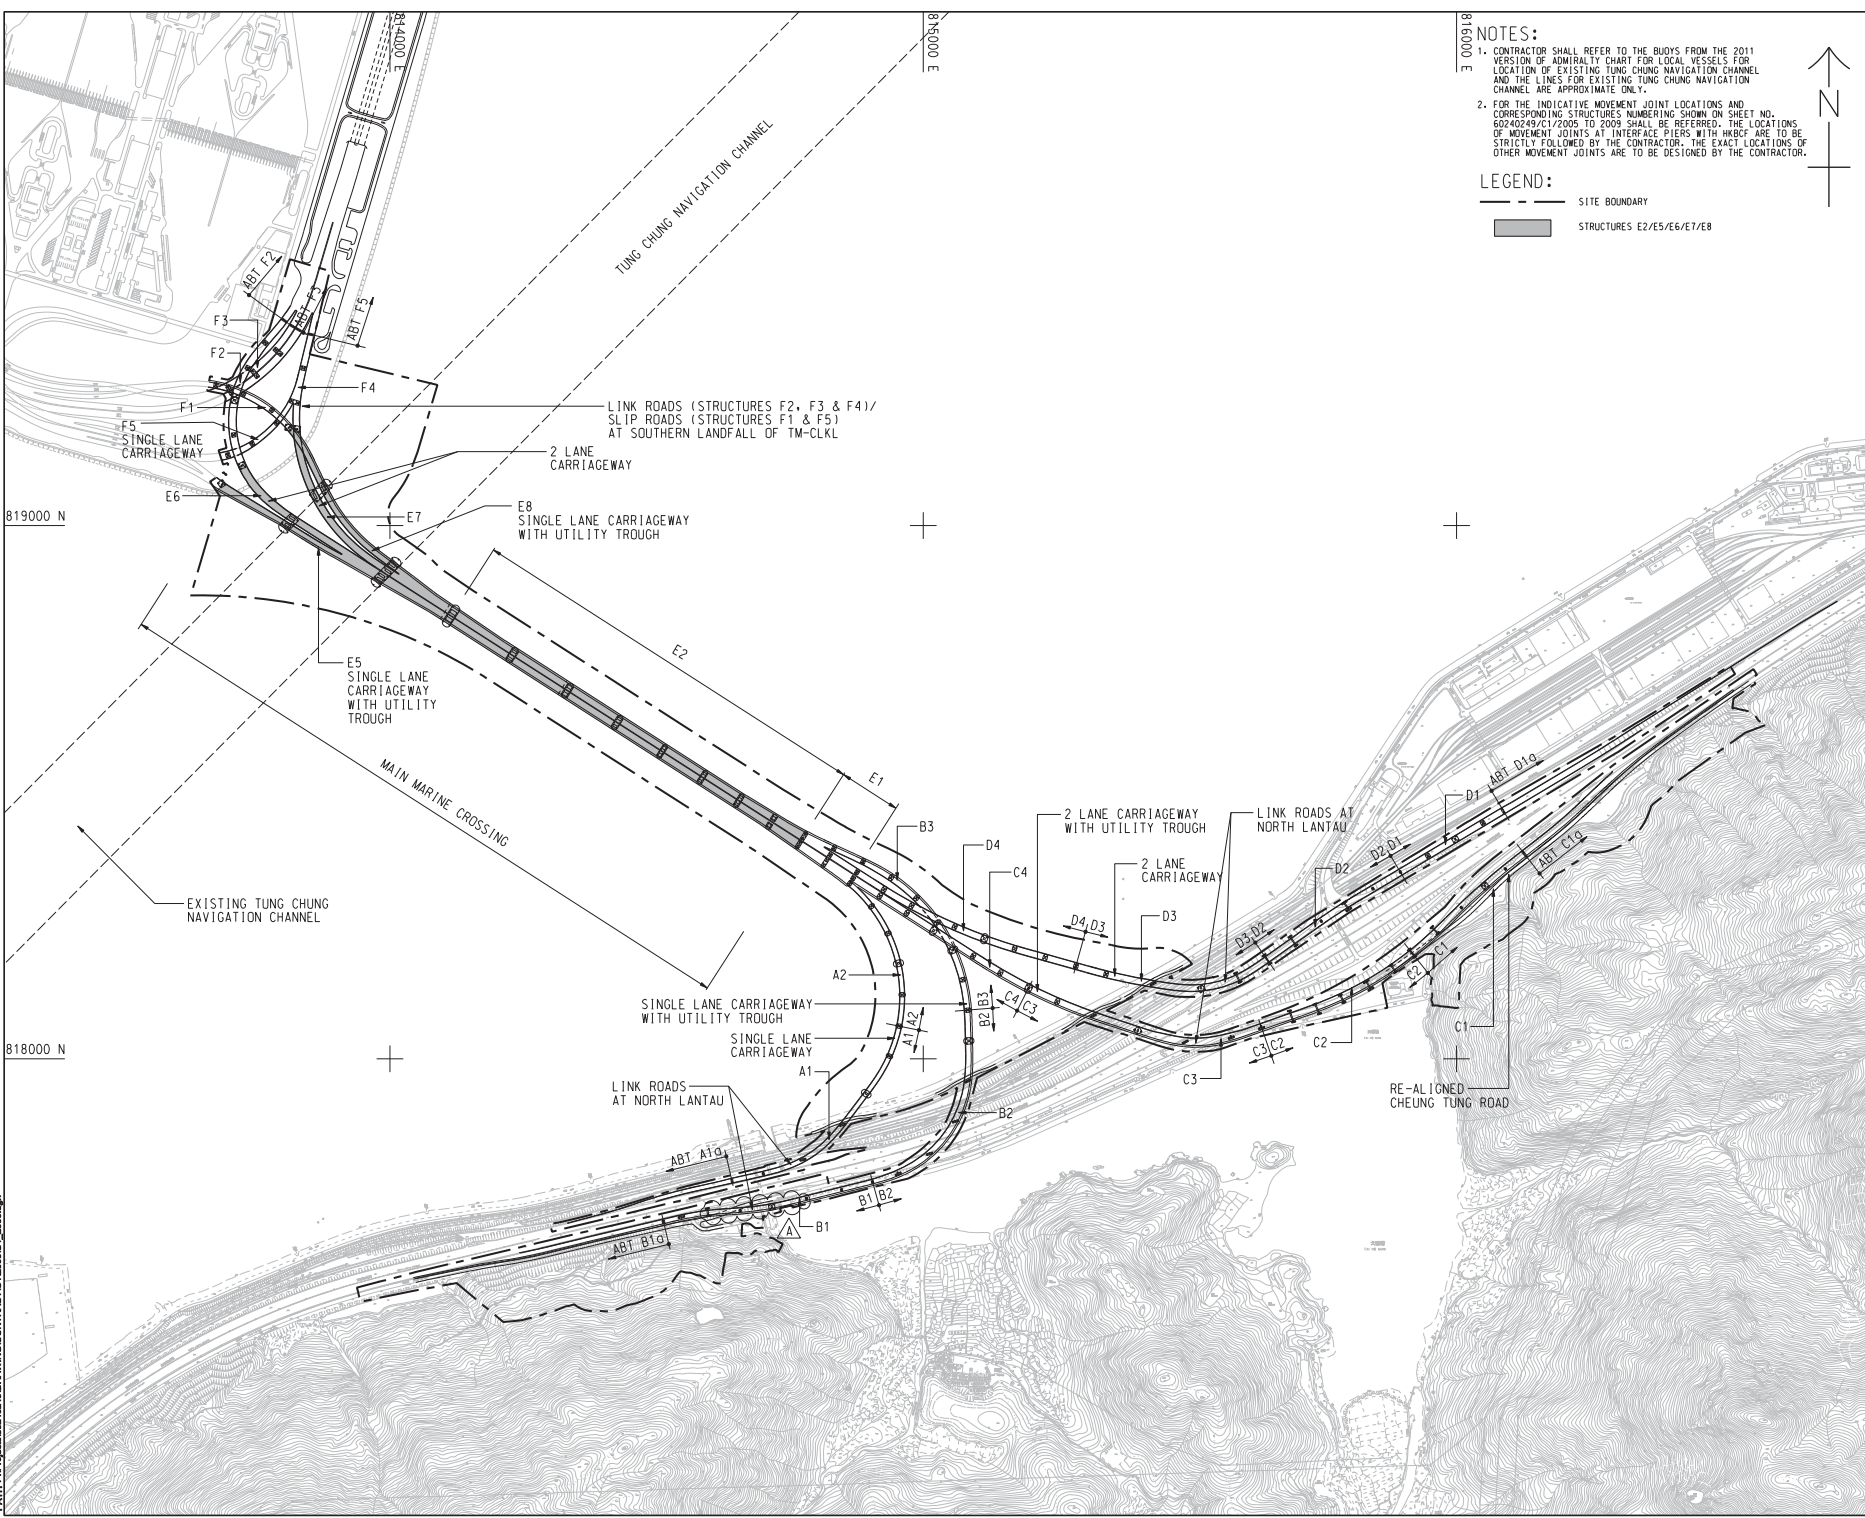 814000 E
815000 E
816000 E
NOTES:
1. CONTRACTOR SHALL REFER TO THE BUOYS FROM THE 2011
VERSION OF ADMIRALTY CHART FOR LOCAL VESSELS FOR
LOCATION OF EXISTING TUNG CHUNG NAVIGATION CHANNEL
AND THE LINES FOR EXISTING TUNG CHUNG NAVIGATION
CHANNEL ARE APPROXIMATE ONLY.
2. FOR THE INDICATIVE MOVEMENT JOINT LOCATIONS AND
CORRESPONDING STRUCTURES NUMBERING SHOWN ON SHEET NO.
60240249/C1/2005 TO 2009 SHALL BE REFERRED. THE LOCATIONS
OF MOVEMENT JOINTS AT INTERFACE PIERS WITH HKBCF ARE TO BE
STRICTLY FOLLOWED BY THE CONTRACTOR. THE EXACT LOCATIONS OF
OTHER MOVEMENT JOINTS ARE TO BE DESIGNED BY THE CONTRACTOR.
N
LEGEND:
SITE BOUNDARY
STRUCTURES E2/E5/E6/E7/E8
TUNG CHUNG NAVIGATION CHANNEL
ABT F2
ABT F3
ABT F5
F3
F2
F4
F1
F5
SINGLE LANE
CARRIAGEWAY
LINK ROADS (STRUCTURES F2, F3 & F4)/
SLIP ROADS (STRUCTURES F1 & F5)
AT SOUTHERN LANDFALL OF TM-CLKL
2 LANE
CARRIAGEWAY
E6
E7
E8
SINGLE LANE CARRIAGEWAY
WITH UTILITY TROUGH
819000 N
E2
E5
SINGLE LANE
CARRIAGEWAY
WITH UTILITY
TROUGH
MAIN MARINE CROSSING
E1
EXISTING TUNG CHUNG
NAVIGATION CHANNEL
B3
D4
C4
2 LANE CARRIAGEWAY
WITH UTILITY TROUGH
2 LANE
CARRIAGEWAY
LINK ROADS AT
NORTH LANTAU
D1
ABT D1a
ABT C1a
D2 D1
D2
D3
D4 D3
D3 D2
A2
SINGLE LANE CARRIAGEWAY
WITH UTILITY TROUGH
SINGLE LANE
CARRIAGEWAY
A1 A2
B2 B3
C4 C3
C2 C1
C1
C3 C2
C2
C3
818000 N
A1
LINK ROADS
AT NORTH LANTAU
B2
RE-ALIGNED
CHEUNG TUNG ROAD
ABT A1a
B1 B2
B1
A
ABT B1a